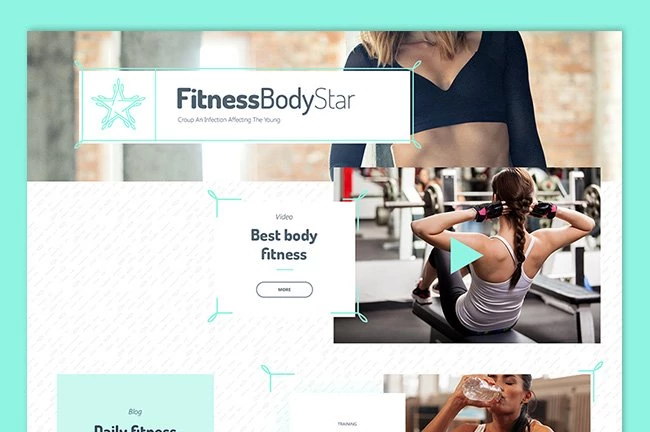 FitnessBodyStar
Croup An Infection Affecting The Young
Video
Best body
fitness
MORE
Blog
Daily fitness
TRAINING